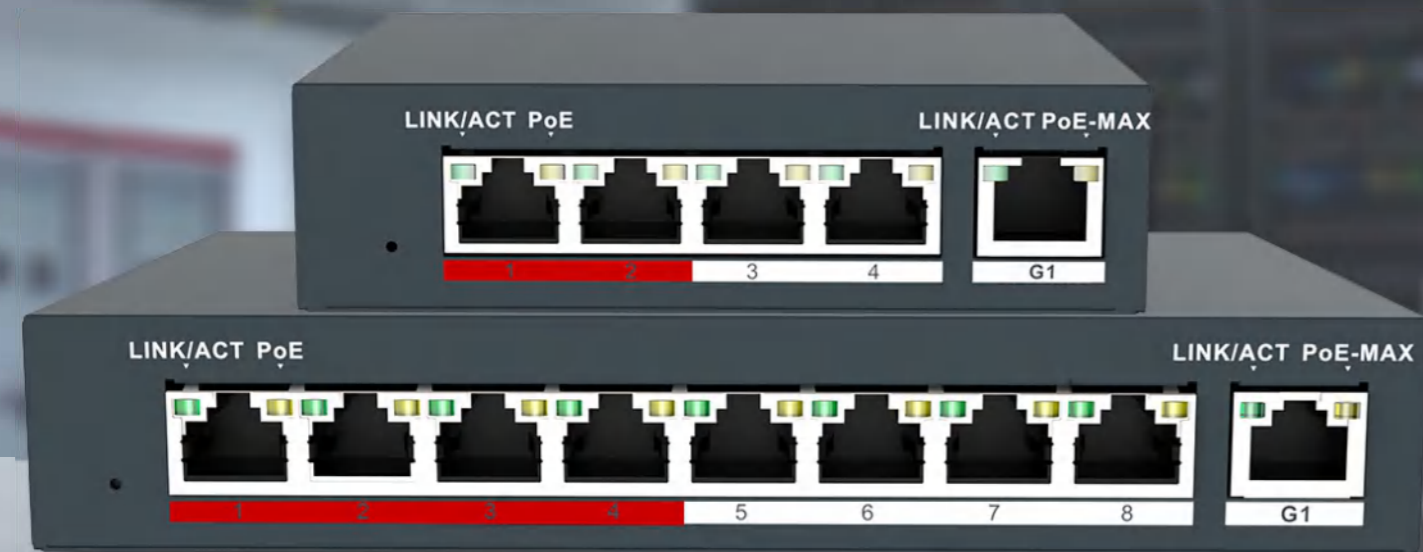 LINK/ACT PoE LINK/ACT PoE-MAX
1 2 3 4 G1
LINK/ACT PoE LINK/ACT PoE-MAX
1 2 3 4 5 6 7 8 G1